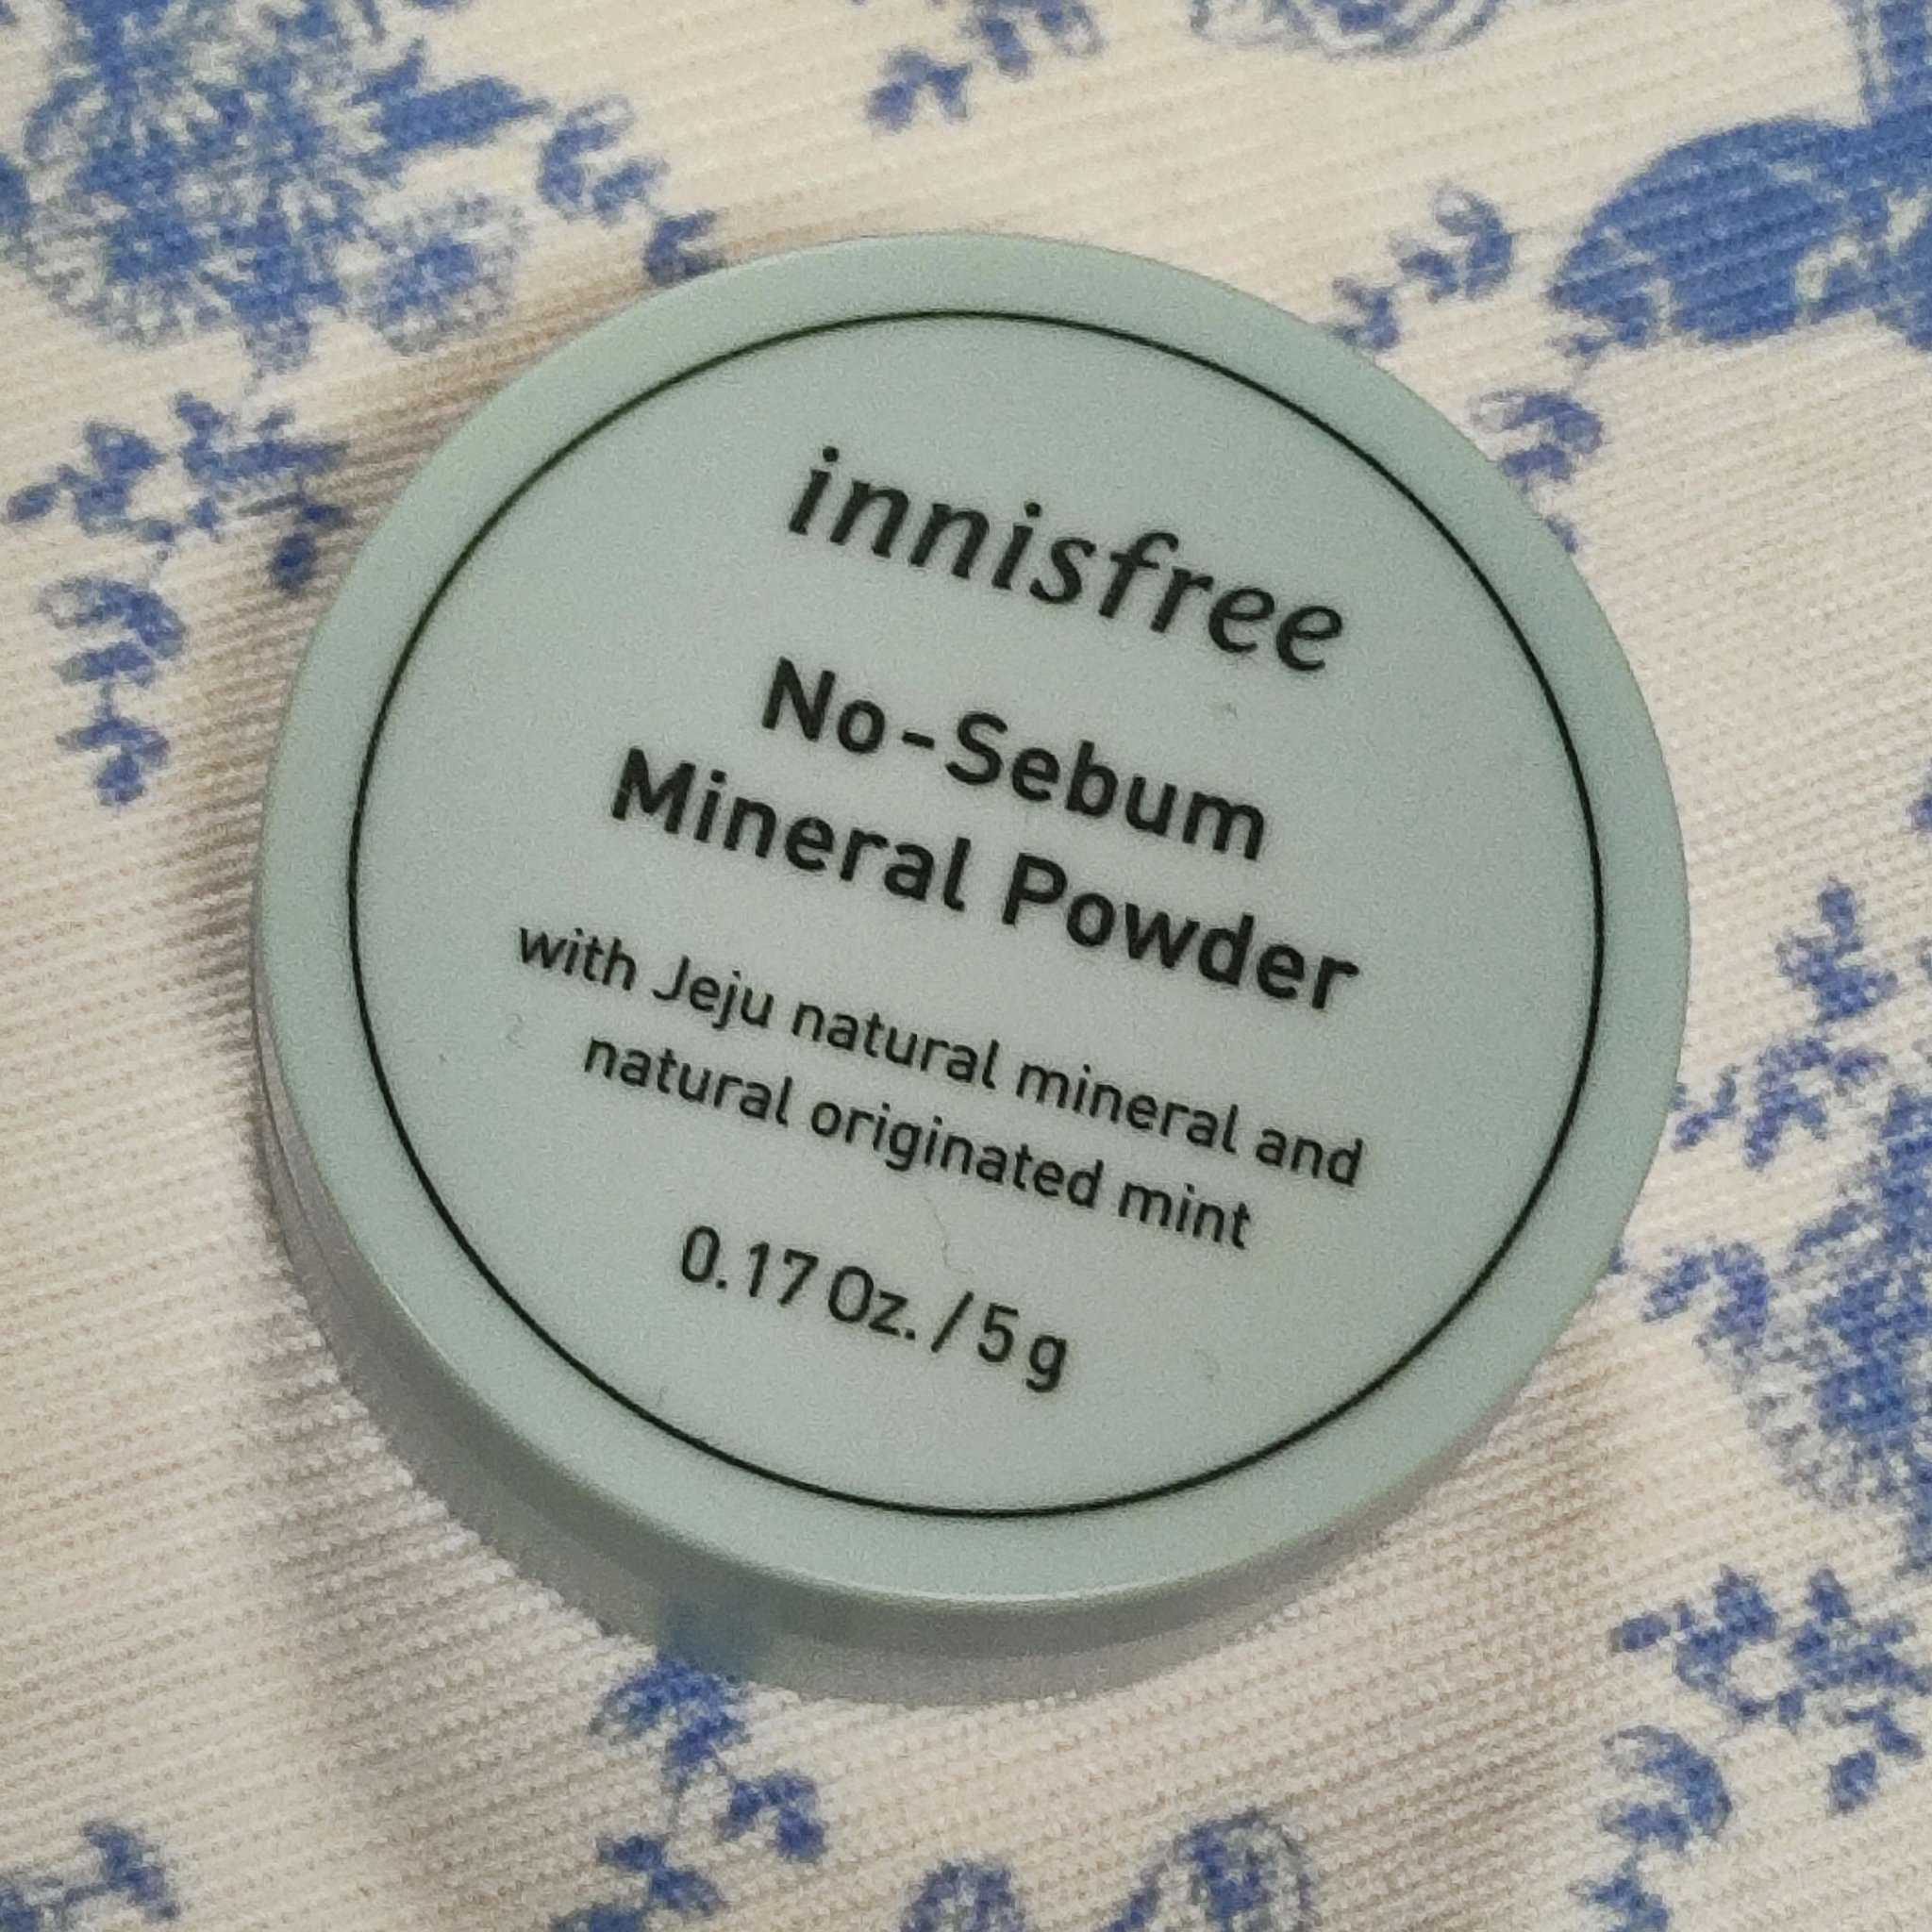 innisfree
No-Sebum
Mineral Powder
with Jeju natural mineral and
natural originated mint
0.17 Oz. / 5 g